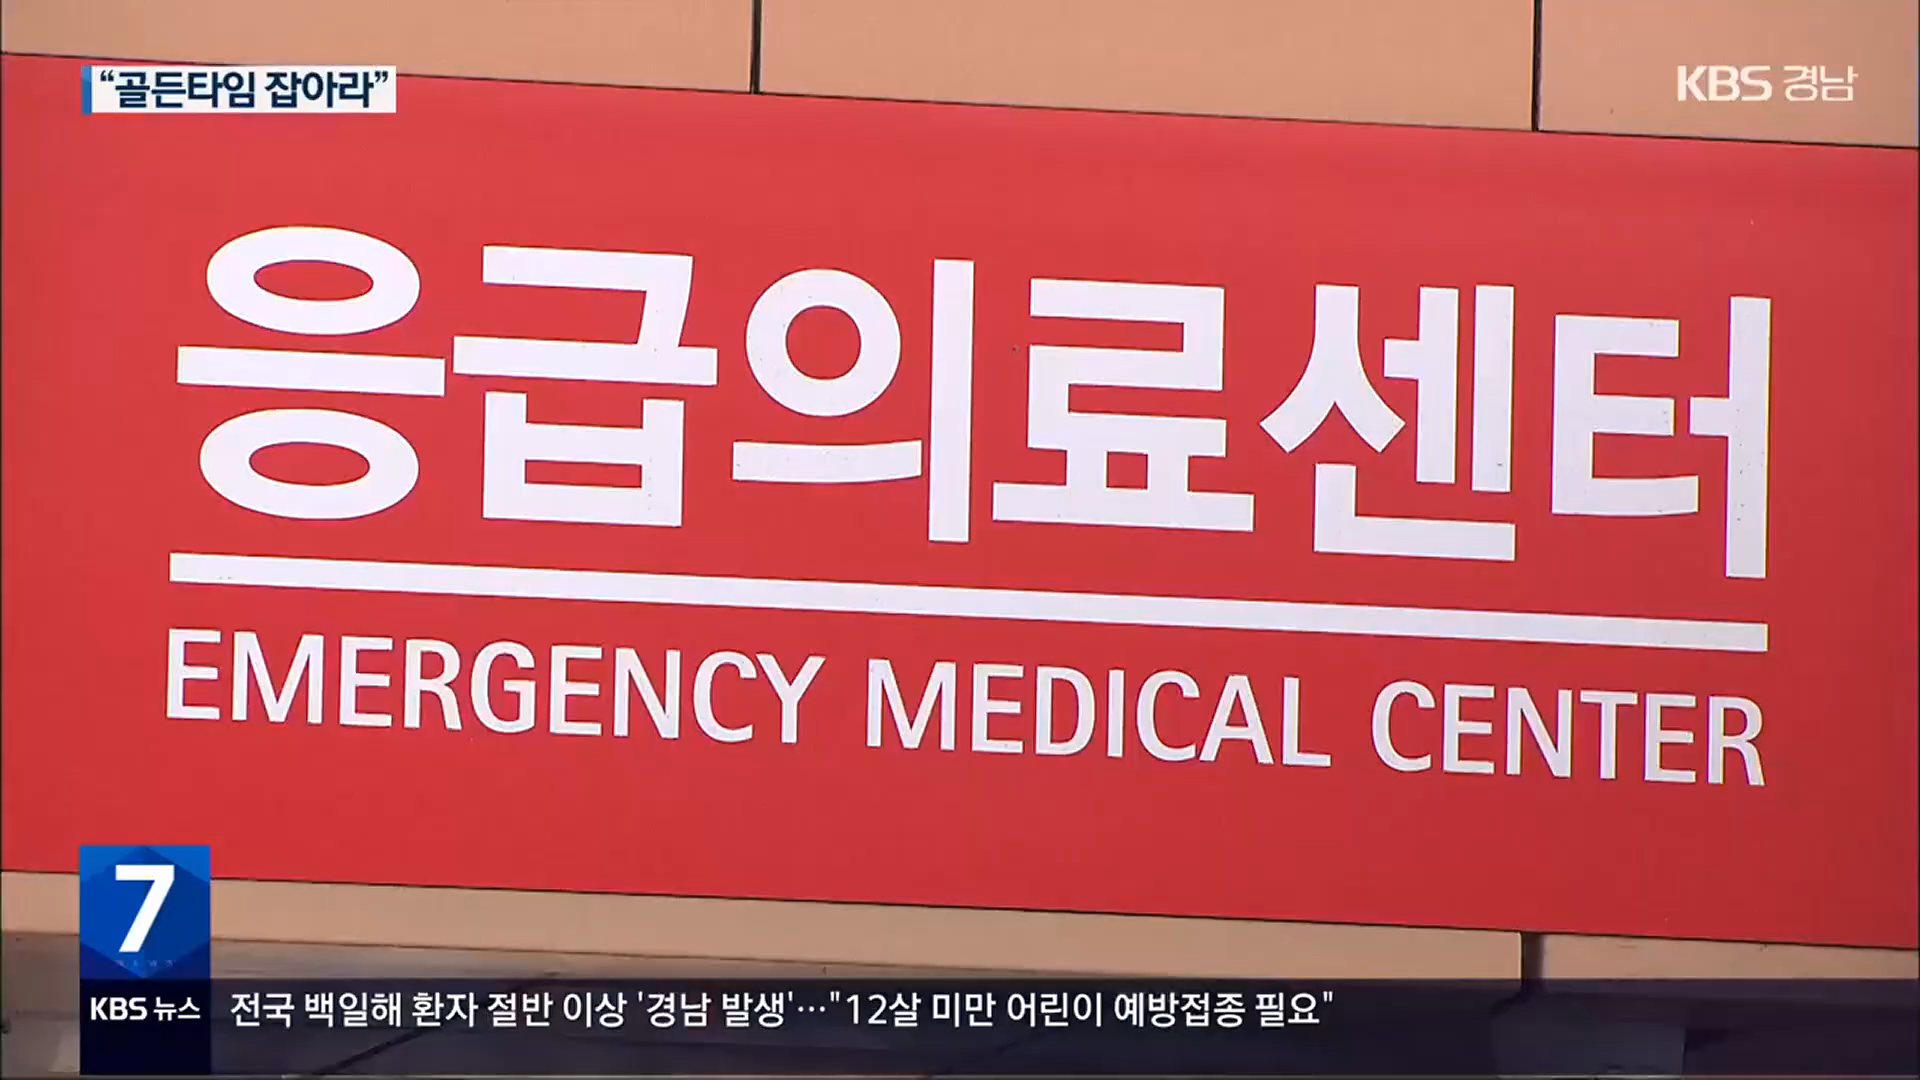 “골든타임 잡아라”
KBS 경남
응급의료센터
EMERGENCY MEDICAL CENTER
7
NEWS
KBS 뉴스
전국 백일해 환자 절반 이상 '경남 발생'…"12살 미만 어린이 예방접종 필요"